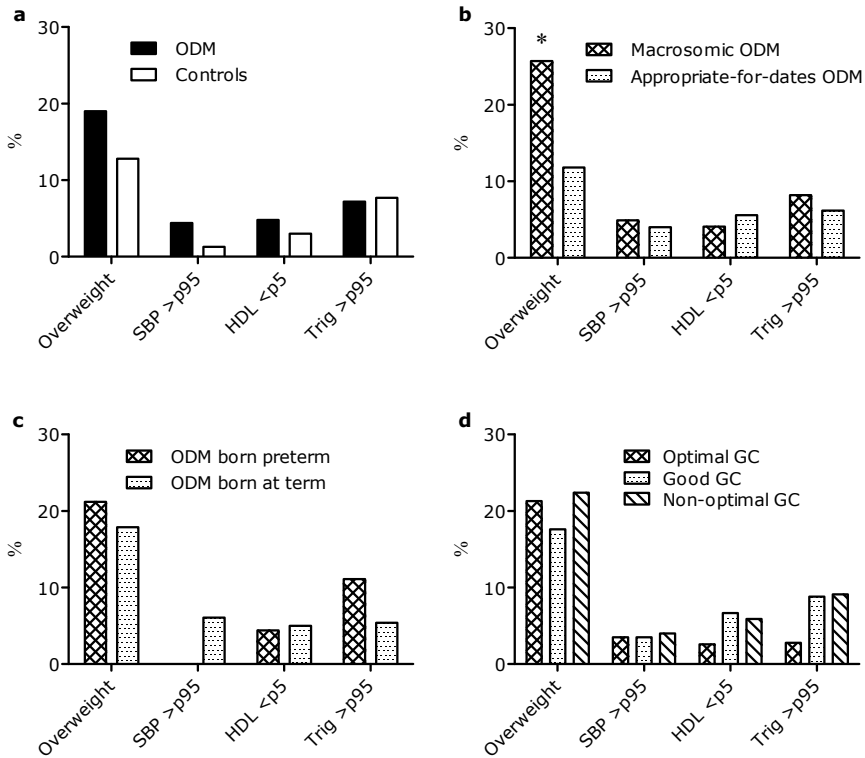 a
30
20
10
0
%
ODM
Controls
Overweight
SBP >p95
HDL <p5
Trig >p95
b
30
20
10
0
%
*
Macrosomic ODM
Appropriate-for-dates ODM
Overweight
SBP >p95
HDL <p5
Trig >p95
c
30
20
10
0
%
ODM born preterm
ODM born at term
Overweight
SBP >p95
HDL <p5
Trig >p95
d
30
20
10
0
%
Optimal GC
Good GC
Non-optimal GC
Overweight
SBP >p95
HDL <p5
Trig >p95